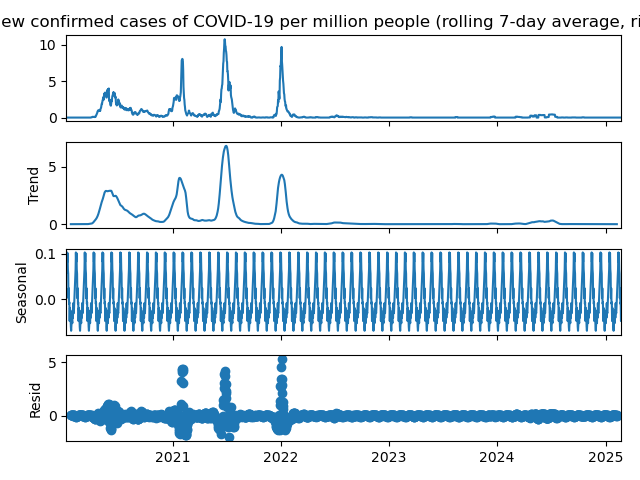 ew confirmed cases of COVID-19 per million people (rolling 7-day average, ri
10
5
0
Trend
5
0
Seasonal
0.1
0.0
Resid
5
0
2021 2022 2023 2024 2025